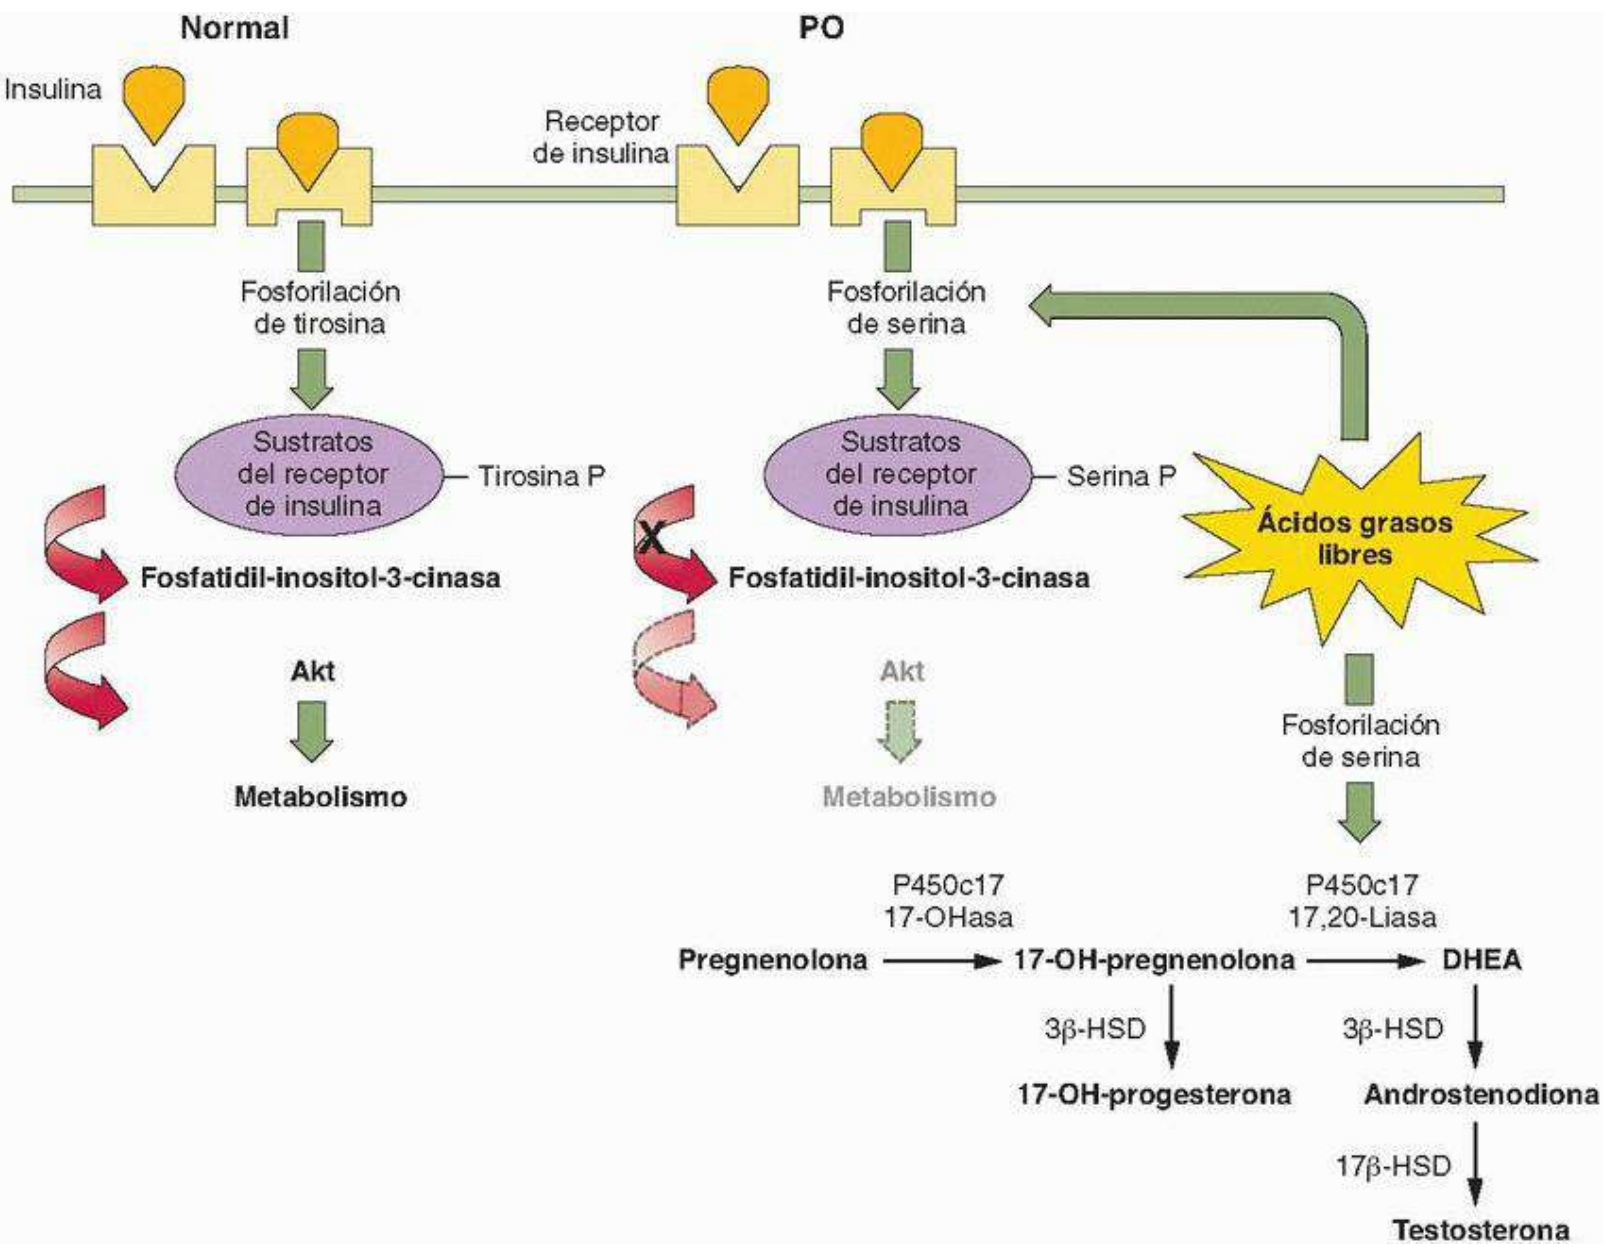 Normal
PO
Insulina
Receptor
de insulina
Fosforilación
de tirosina
Fosforilación
de serina
Sustratos
del receptor
de insulina
Tirosina P
Sustratos
del receptor
de insulina
Serina P
X
Ácidos grasos
libres
Fosfatidil-inositol-3-cinasa
Fosfatidil-inositol-3-cinasa
Akt
Akt
Fosforilación
de serina
Metabolismo
Metabolismo
P450c17
17-OHasa
P450c17
17,20-Liasa
Pregnenolona
17-OH-pregnenolona
DHEA
3β-HSD
3β-HSD
17-OH-progesterona
Androstenodiona
17β-HSD
Testosterona